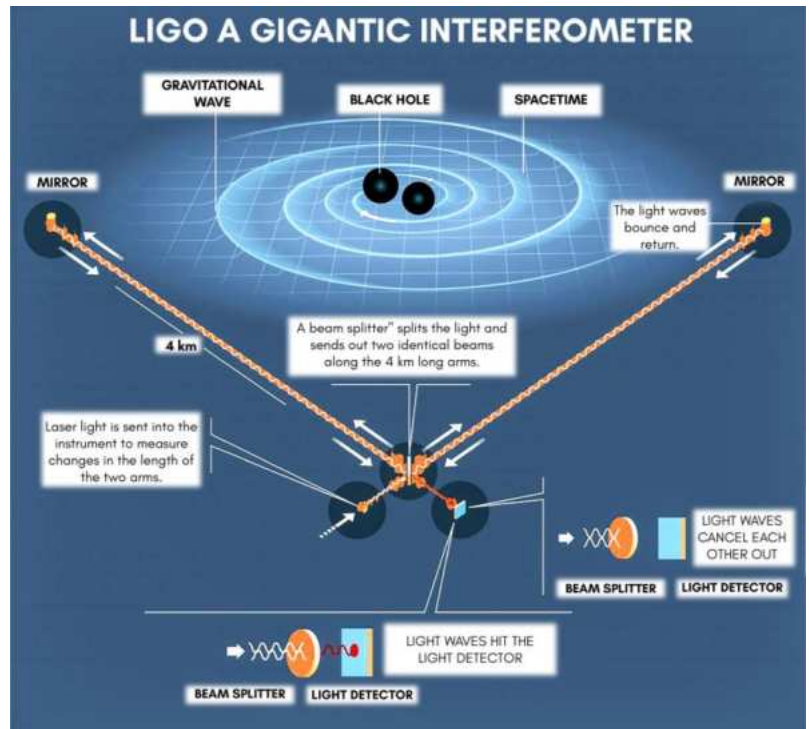 LIGO A GIGANTIC INTERFEROMETER
GRAVITATIONAL
WAVE
BLACK HOLE
SPACETIME
MIRROR
MIRROR
The light waves
bounce and
return.
4 km
A beam splitter" splits the light and
sends out two identical beams
along the 4 km long arms.
Laser light is sent into the
instrument to measure
changes in the length of
the two arms.
LIGHT WAVES
CANCEL EACH
OTHER OUT
BEAM SPLITTER
LIGHT DETECTOR
LIGHT WAVES HIT THE
LIGHT DETECTOR
BEAM SPLITTER
LIGHT DETECTOR